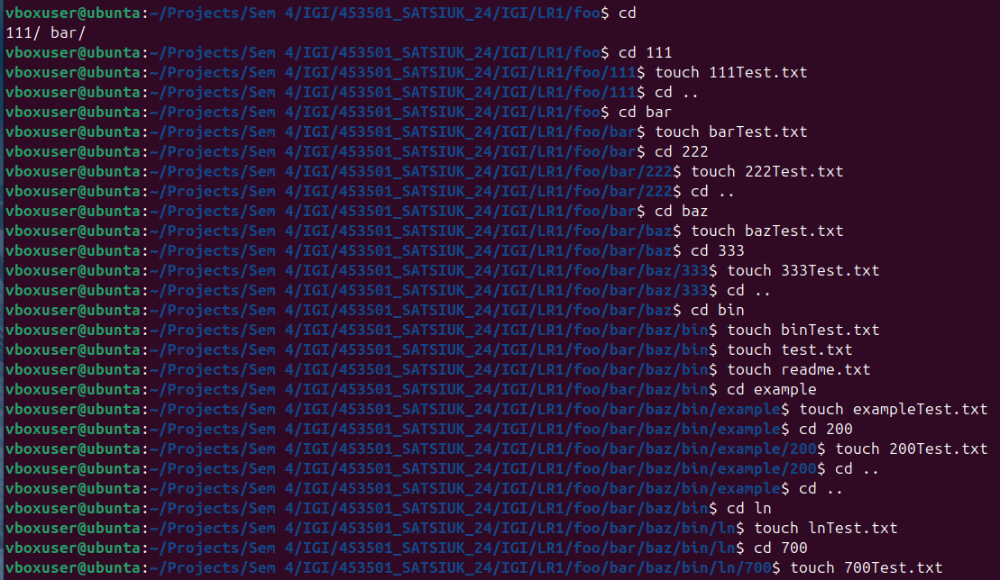 vboxuser@ubunta:~/Projects/Sem 4/IGI/453501_SATSIUK_24/IGI/LR1/foo$ cd
111/ bar/
vboxuser@ubunta:~/Projects/Sem 4/IGI/453501_SATSIUK_24/IGI/LR1/foo$ cd 111
vboxuser@ubunta:~/Projects/Sem 4/IGI/453501_SATSIUK_24/IGI/LR1/foo/111$ touch 111Test.txt
vboxuser@ubunta:~/Projects/Sem 4/IGI/453501_SATSIUK_24/IGI/LR1/foo/111$ cd ..
vboxuser@ubunta:~/Projects/Sem 4/IGI/453501_SATSIUK_24/IGI/LR1/foo$ cd bar
vboxuser@ubunta:~/Projects/Sem 4/IGI/453501_SATSIUK_24/IGI/LR1/foo/bar$ touch barTest.txt
vboxuser@ubunta:~/Projects/Sem 4/IGI/453501_SATSIUK_24/IGI/LR1/foo/bar$ cd 222
vboxuser@ubunta:~/Projects/Sem 4/IGI/453501_SATSIUK_24/IGI/LR1/foo/bar/222$ touch 222Test.txt
vboxuser@ubunta:~/Projects/Sem 4/IGI/453501_SATSIUK_24/IGI/LR1/foo/bar/222$ cd ..
vboxuser@ubunta:~/Projects/Sem 4/IGI/453501_SATSIUK_24/IGI/LR1/foo/bar$ cd baz
vboxuser@ubunta:~/Projects/Sem 4/IGI/453501_SATSIUK_24/IGI/LR1/foo/bar/baz$ touch bazTest.txt
vboxuser@ubunta:~/Projects/Sem 4/IGI/453501_SATSIUK_24/IGI/LR1/foo/bar/baz$ cd 333
vboxuser@ubunta:~/Projects/Sem 4/IGI/453501_SATSIUK_24/IGI/LR1/foo/bar/baz/333$ touch 333Test.txt
vboxuser@ubunta:~/Projects/Sem 4/IGI/453501_SATSIUK_24/IGI/LR1/foo/bar/baz/333$ cd ..
vboxuser@ubunta:~/Projects/Sem 4/IGI/453501_SATSIUK_24/IGI/LR1/foo/bar/baz$ cd bin
vboxuser@ubunta:~/Projects/Sem 4/IGI/453501_SATSIUK_24/IGI/LR1/foo/bar/baz/bin$ touch binTest.txt
vboxuser@ubunta:~/Projects/Sem 4/IGI/453501_SATSIUK_24/IGI/LR1/foo/bar/baz/bin$ touch test.txt
vboxuser@ubunta:~/Projects/Sem 4/IGI/453501_SATSIUK_24/IGI/LR1/foo/bar/baz/bin$ touch readme.txt
vboxuser@ubunta:~/Projects/Sem 4/IGI/453501_SATSIUK_24/IGI/LR1/foo/bar/baz/bin$ cd example
vboxuser@ubunta:~/Projects/Sem 4/IGI/453501_SATSIUK_24/IGI/LR1/foo/bar/baz/bin/example$ touch exampleTest.txt
vboxuser@ubunta:~/Projects/Sem 4/IGI/453501_SATSIUK_24/IGI/LR1/foo/bar/baz/bin/example$ cd 200
vboxuser@ubunta:~/Projects/Sem 4/IGI/453501_SATSIUK_24/IGI/LR1/foo/bar/baz/bin/example/200$ touch 200Test.txt
vboxuser@ubunta:~/Projects/Sem 4/IGI/453501_SATSIUK_24/IGI/LR1/foo/bar/baz/bin/example/200$ cd ..
vboxuser@ubunta:~/Projects/Sem 4/IGI/453501_SATSIUK_24/IGI/LR1/foo/bar/baz/bin/example$ cd ..
vboxuser@ubunta:~/Projects/Sem 4/IGI/453501_SATSIUK_24/IGI/LR1/foo/bar/baz/bin$ cd ln
vboxuser@ubunta:~/Projects/Sem 4/IGI/453501_SATSIUK_24/IGI/LR1/foo/bar/baz/bin/ln$ touch lnTest.txt
vboxuser@ubunta:~/Projects/Sem 4/IGI/453501_SATSIUK_24/IGI/LR1/foo/bar/baz/bin/ln$ cd 700
vboxuser@ubunta:~/Projects/Sem 4/IGI/453501_SATSIUK_24/IGI/LR1/foo/bar/baz/bin/ln/700$ touch 700Test.txt